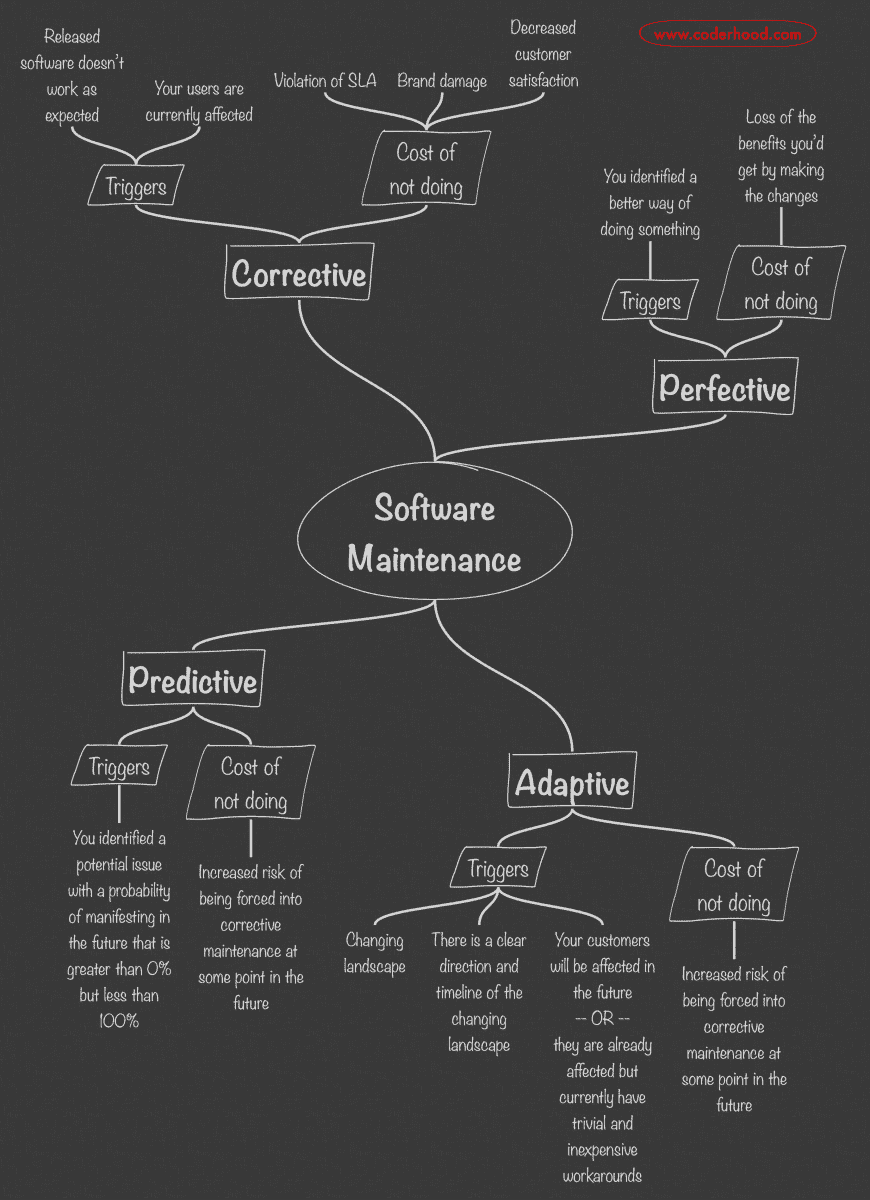 www.coderhood.com
Released
software doesn't
work as
expected
Your users are
currently affected
Triggers
Violation of SLA
Brand damage
Decreased
customer
satisfaction
Cost of
not doing
Corrective
You identified a
better way of
doing something
Triggers
Loss of the
benefits you'd
get by making
the changes
Cost of
not doing
Perfective
Software
Maintenance
Predictive
Triggers
You identified a
potential issue
with a probability
of manifesting in
the future that is
greater than 0%
but less than
100%
Cost of
not doing
Increased risk of
being forced into
corrective
maintenance at
some point in the
future
Adaptive
Triggers
Changing
landscape
There is a clear
direction and
timeline of the
changing
landscape
Your customers
will be affected in
the future
-- OR --
they are already
affected but
currently have
trivial and
inexpensive
workarounds
Cost of
not doing
Increased risk of
being forced into
corrective
maintenance at
some point in the
future